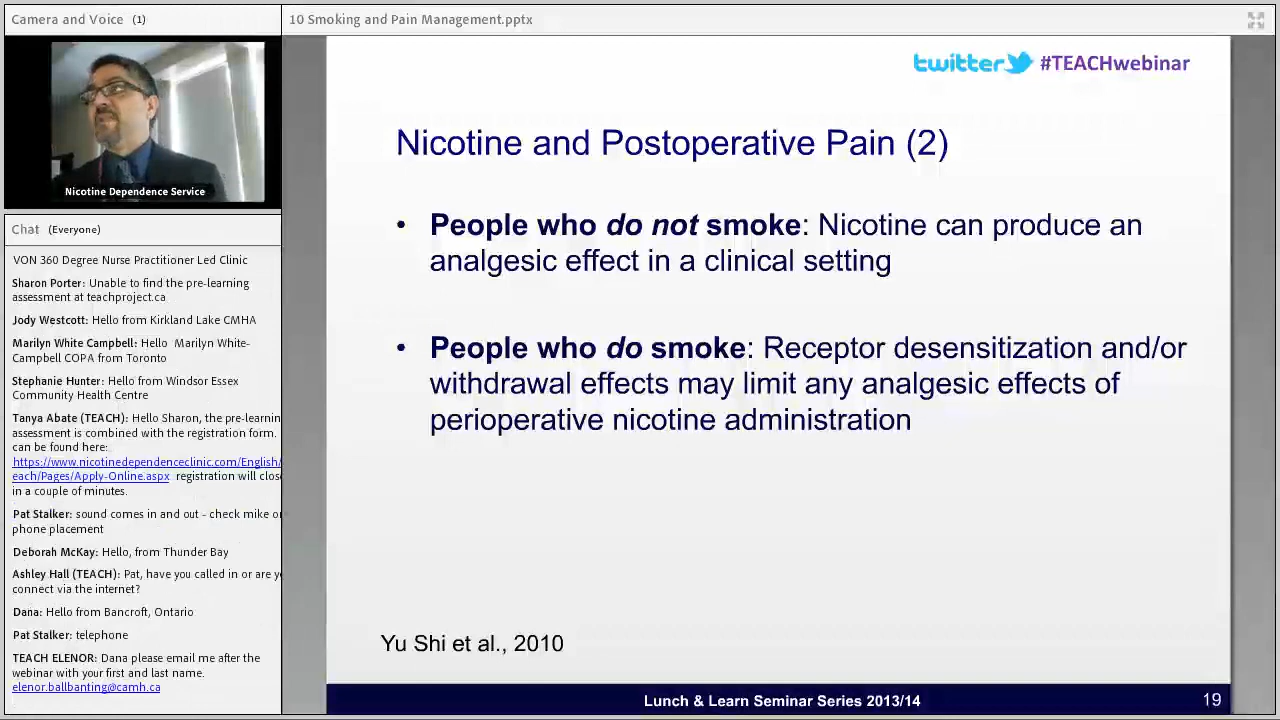 Camera and Voice (1)
10 Smoking and Pain Management.pptx
Nicotine Dependence Service
Chat (Everyone)
VON 360 Degree Nurse Practitioner Led Clinic
Sharon Porter: Unable to find the pre-learning
assessment at teachproject.ca
Jody Westcott: Hello from Kirkland Lake CMHA
Marilyn White Campbell: Hello Marilyn White-
Campbell COPA from Toronto
Stephanie Hunter: Hello from Windsor Essex
Community Health Centre
Tanya Abate (TEACH): Hello Sharon, the pre-learnin
assessment is combined with the registration form.
can be found here:
https://www.nicotinedependenceclinic.com/English/
each/Pages/Apply-Online.aspx registration will close
in a couple of minutes.
Pat Stalker: sound comes in and out - check mike or
phone placement
Deborah McKay: Hello, from Thunder Bay
Ashley Hall (TEACH): Pat, have you called in or are y
connect via the internet?
Dana: Hello from Bancroft, Ontario
Pat Stalker: telephone
TEACH ELENOR: Dana please email me after the
webinar with your first and last name.
elenor.ballbanting@camh.ca
twitter #TEACHwebinar
Nicotine and Postoperative Pain (2)
• People who do not smoke: Nicotine can produce an
analgesic effect in a clinical setting
• People who do smoke: Receptor desensitization and/or
withdrawal effects may limit any analgesic effects of
perioperative nicotine administration
Yu Shi et al., 2010
Lunch & Learn Seminar Series 2013/14
19